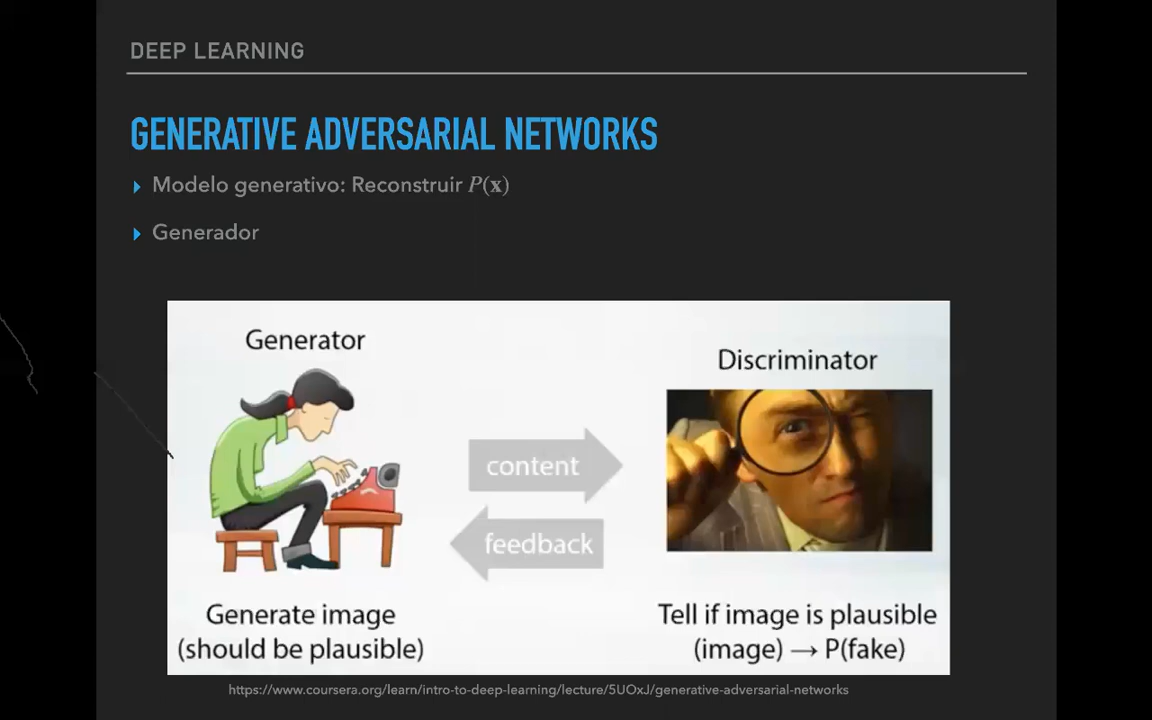 DEEP LEARNING
GENERATIVE ADVERSARIAL NETWORKS
Modelo generativo: Reconstruir P(x)
Generador
Generator
Discriminator
content
feedback
Generate image
(should be plausible)
Tell if image is plausible
(image) → P(fake)
https://www.coursera.org/learn/intro-to-deep-learning/lecture/5UOxJ/generative-adversarial-networks